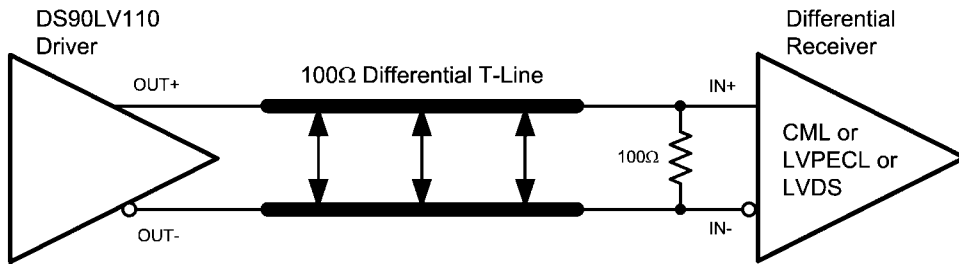 DS90LV110
Driver
Differential
Receiver
100Ω Differential T-Line
OUT+
IN+
CML or
LVPECL or
LVDS
100Ω
OUT-
IN-